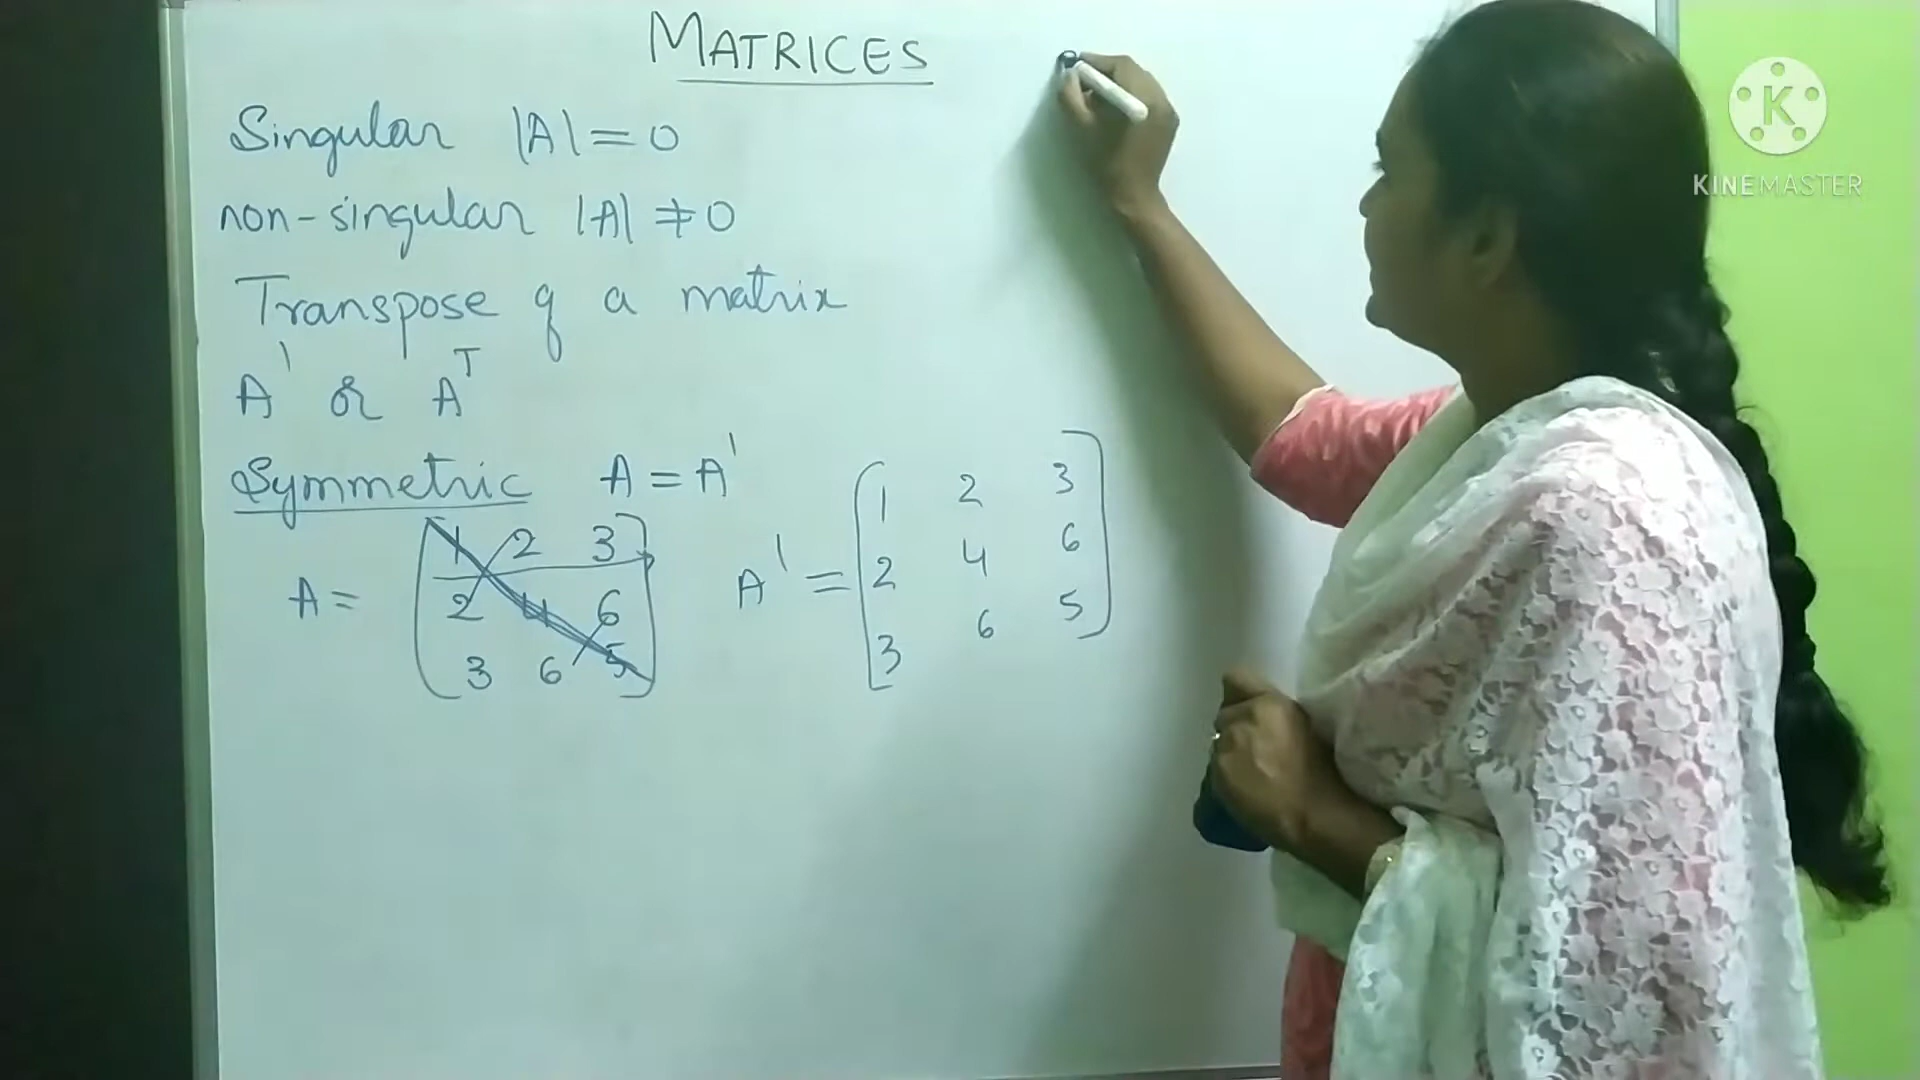 MATRICES
Singular |A| = 0
non-singular |A| ≠ 0
Transpose of a matrix
A' or Aᵀ
Symmetric A = A'
A = [1 2 3
2 4 6
3 6 5]
A' = [1 2 3
2 4 6
3 6 5]
K
KINEMASTER